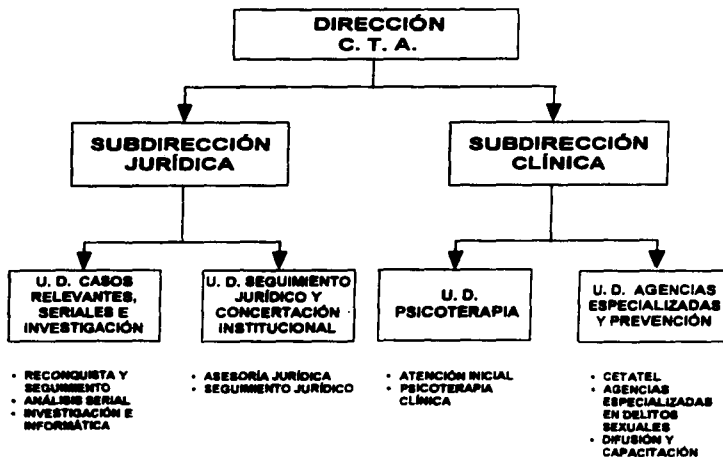 DIRECCIÓN
C. T. A.
SUBDIRECCIÓN
JURÍDICA
SUBDIRECCIÓN
CLÍNICA
U. D. CASOS
RELEVANTES,
SERIALES E
INVESTIGACIÓN
U. D. SEGUIMIENTO
JURÍDICO Y
CONCERTACIÓN
INSTITUCIONAL
U. D.
PSICOTERAPIA
U. D. AGENCIAS
ESPECIALIZADAS
Y PREVENCIÓN
• RECONQUISTA Y
SEGUIMIENTO
• ANÁLISIS SERIAL
• INVESTIGACIÓN E
INFORMÁTICA
• ASESORÍA JURÍDICA
• SEGUIMIENTO JURÍDICO
• ATENCIÓN INICIAL
• PSICOTERAPIA
CLÍNICA
• CETATEL
• AGENCIAS
ESPECIALIZADAS
EN DELITOS
SEXUALES
• DIFUSIÓN Y
CAPACITACIÓN